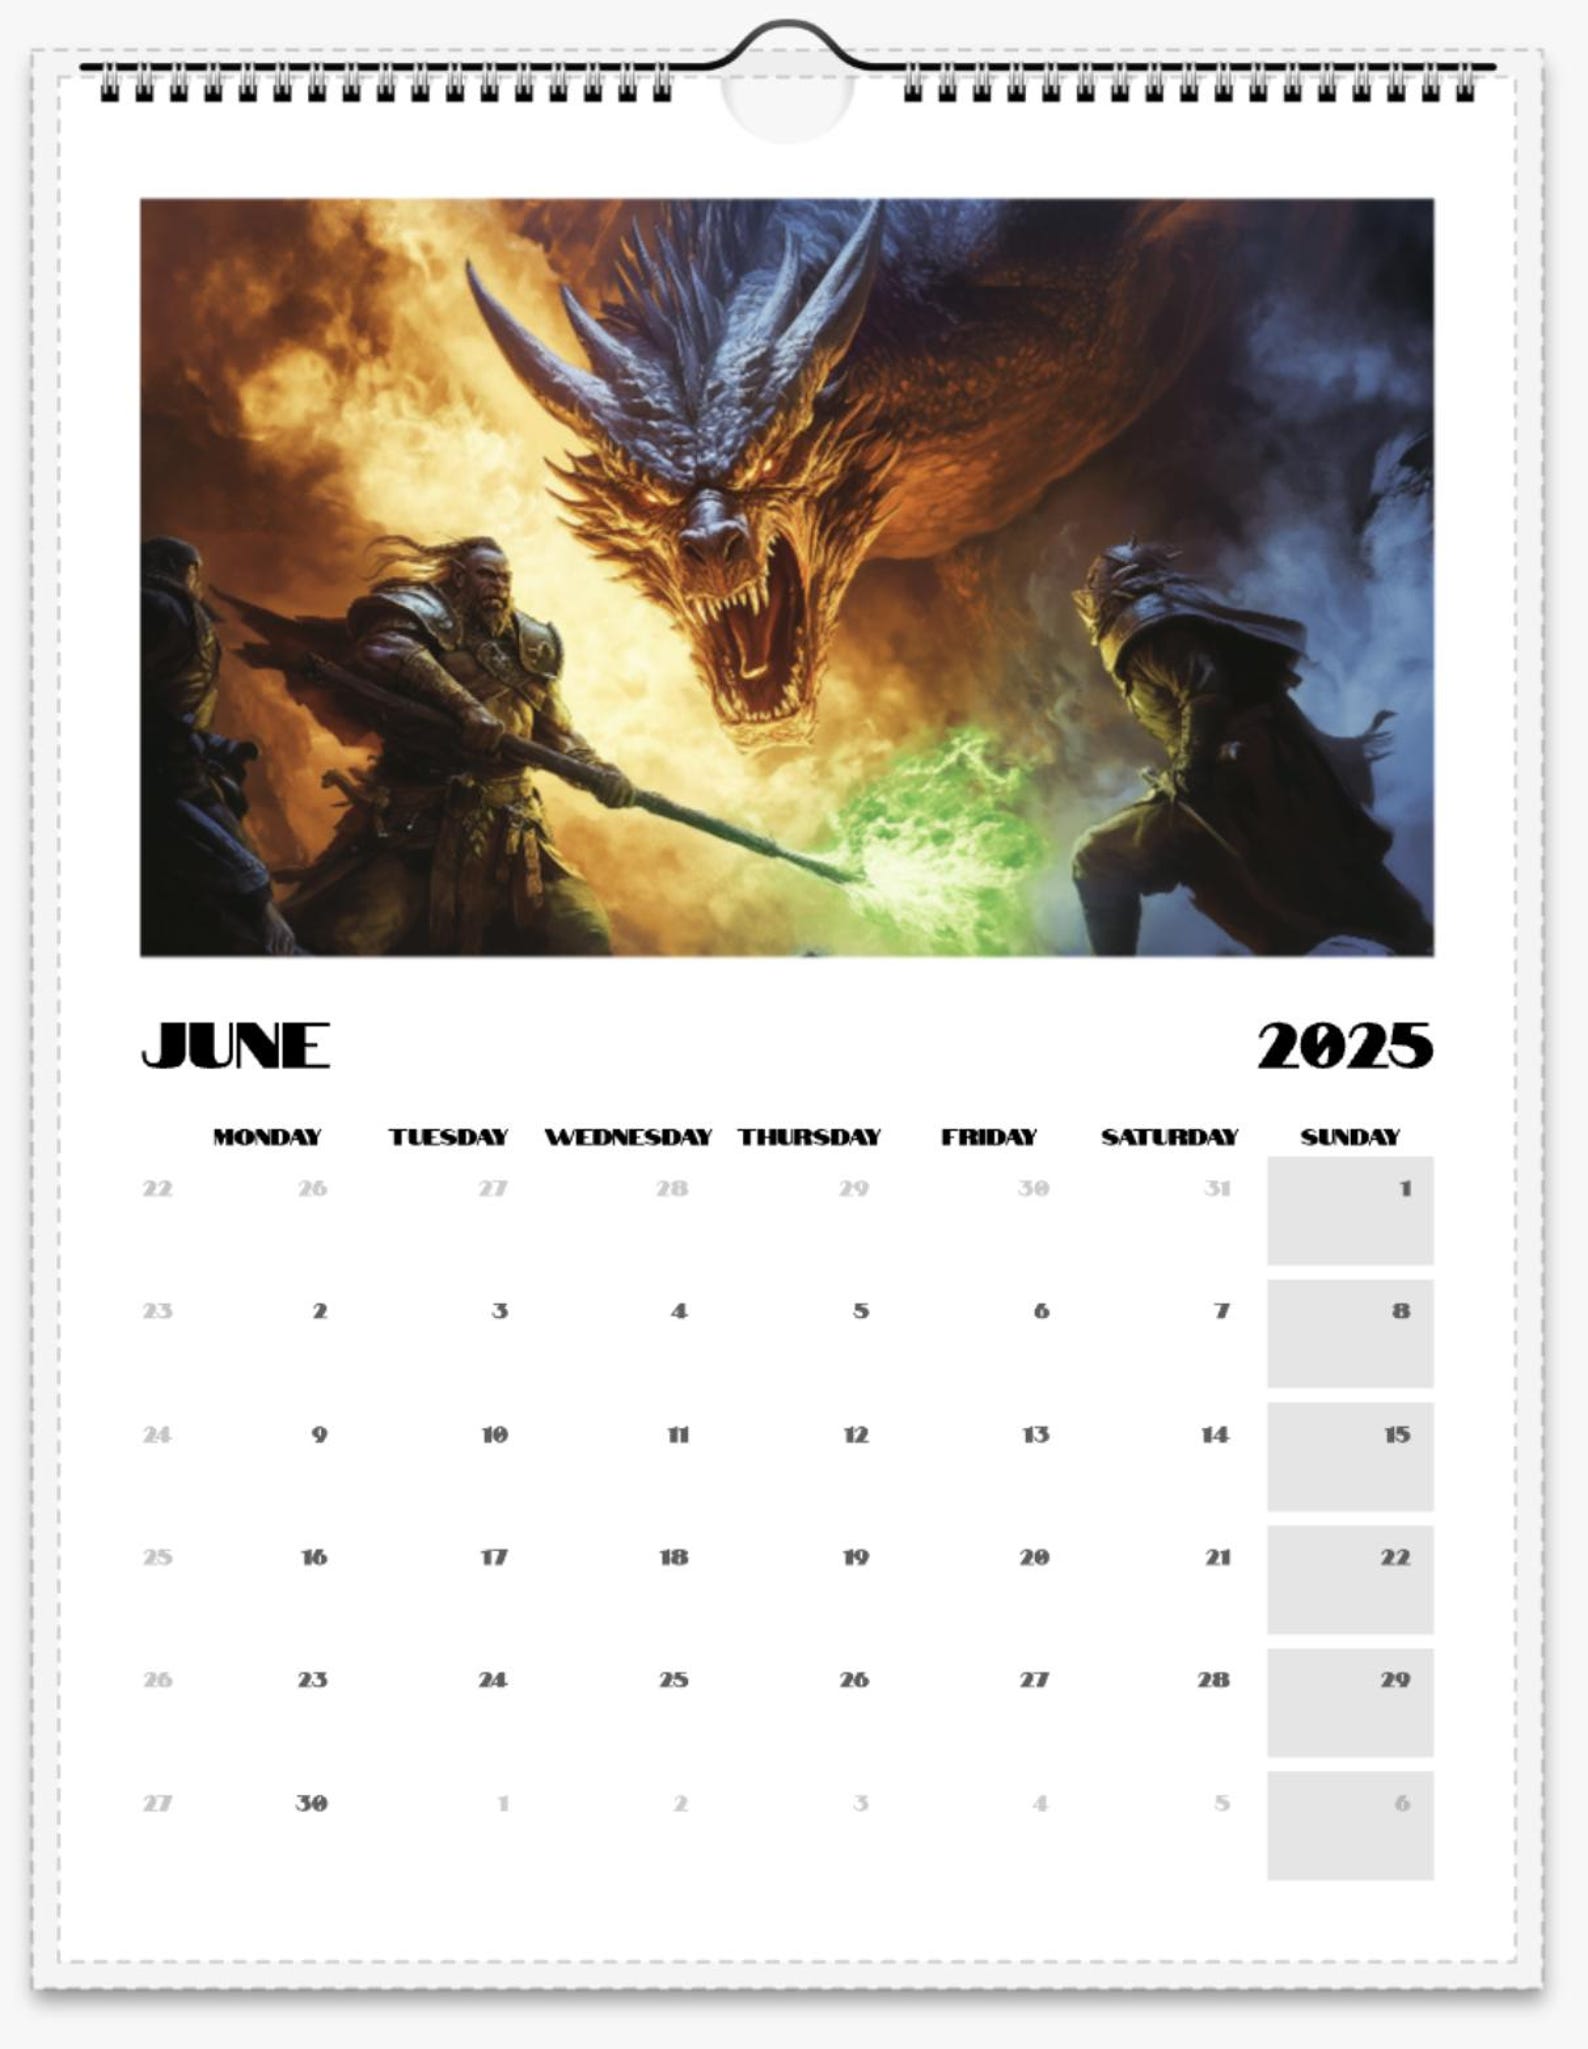 JUNE 2025
MONDAY TUESDAY WEDNESDAY THURSDAY FRIDAY SATURDAY SUNDAY
22 26 27 28 29 30 31 1
23 2 3 4 5 6 7 8
24 9 10 11 12 13 14 15
25 16 17 18 19 20 21 22
26 23 24 25 26 27 28 29
27 30 1 2 3 4 5 6